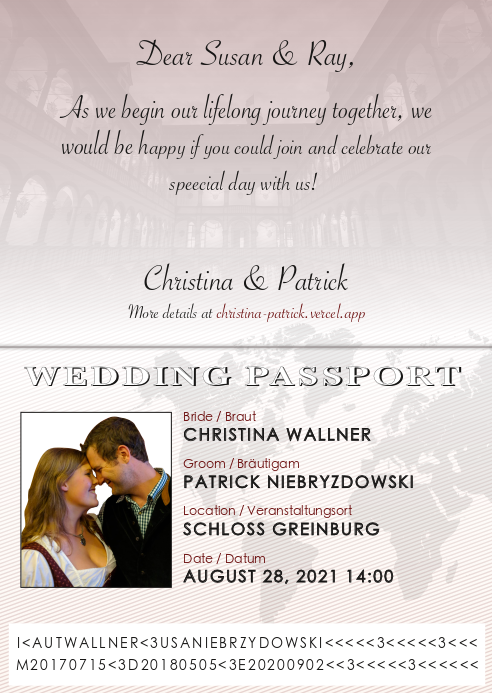 Dear Susan & Ray,
As we begin our lifelong journey together, we
would be happy if you could join and celebrate our
speecial day with us!
Christina & Patrick
More details at christina-patrick.vercel.app
WEDDING PASSPORT
Bride / Braut
CHRISTINA WALLNER
Groom / Bräutigam
PATRICK NIEBRYZDOWSKI
Location / Veranstaltungsort
SCHLOSS GREINBURG
Date / Datum
AUGUST 28, 2021 14:00
I<AUTWALLNER<3USANIEBRZYDOWSKI<<<<<3<<<<<3<<<
M20170715<3D20180505<3E20200902<<3<<<<<3<<<<<<